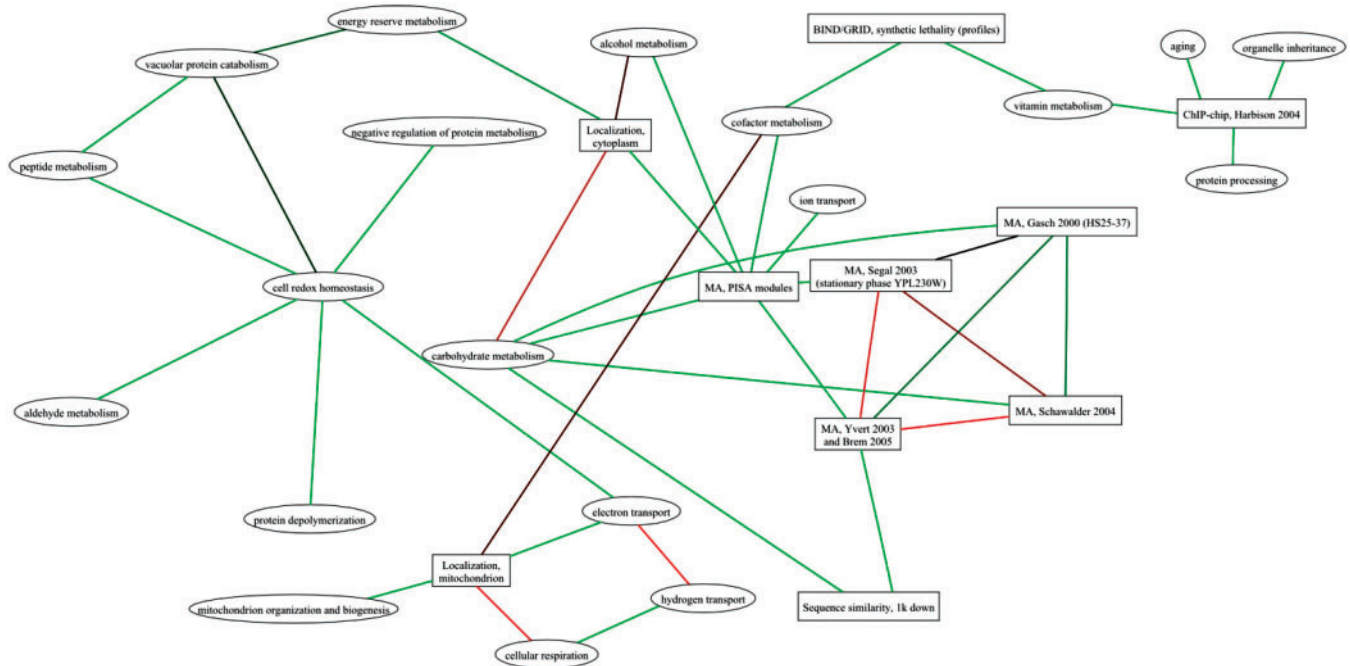 energy reserve metabolism
BIND/GRID, synthetic lethality (profiles)
alcohol metabolism
aging
organelle inheritance
vacuolar protein catabolism
vitamin metabolism
ChIP-chip, Harbison 2004
cofactor metabolism
negative regulation of protein metabolism
Localization,
cytoplasm
peptide metabolism
protein processing
ion transport
MA, Gasch 2000 (HS25-37)
MA, Segal 2003
(stationary phase YPL230W)
cell redox homeostasis
MA, PISA modules
carbohydrate metabolism
aldehyde metabolism
MA, Schawalder 2004
MA, Yvert 2003
and Brem 2005
protein depolymerization
electron transport
Localization,
mitochondrion
mitochondrion organization and biogenesis
hydrogen transport
Sequence similarity, 1k down
cellular respiration